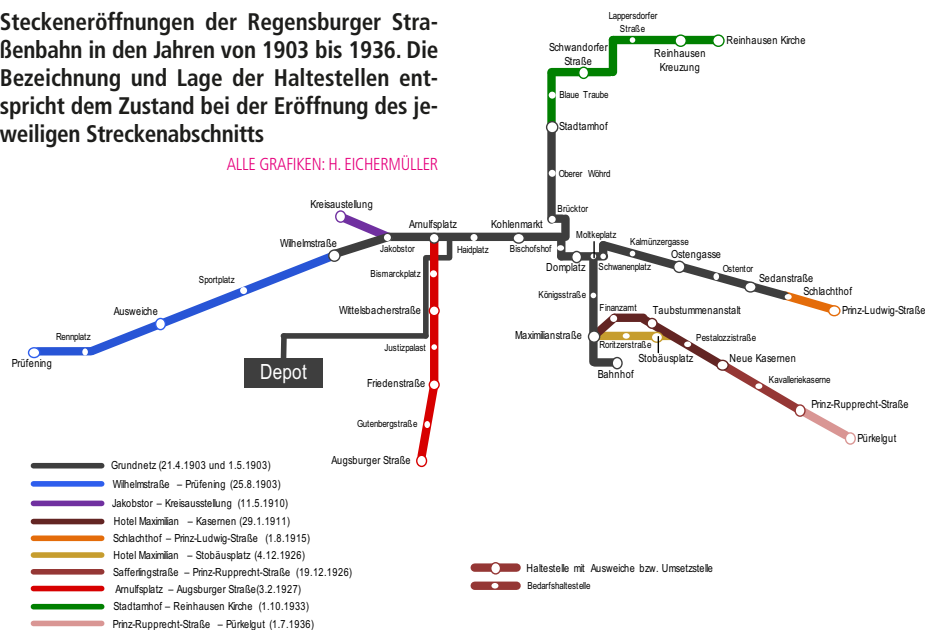 Steckeneröffnungen der Regensburger Stra-
ßenbahn in den Jahren von 1903 bis 1936. Die
Bezeichnung und Lage der Haltestellen ent-
spricht dem Zustand bei der Eröffnung des je-
weiligen Streckenabschnitts
ALLE GRAFIKEN: H. EICHERMÜLLER
Lappersdorfer
Straße
Reinhausen Kirche
Reinhausen
Kreuzung
Schwandorfer
Straße
Blaue Traube
Stadtamhof
Oberer Wöhrd
Brücktor
Kreisaustellung
Arnulfsplatz
Kohlenmarkt
Wilhelmstraße
Jakobstor
Haidplatz
Bischofshof
Moltkeplatz
Kalmünzergasse
Domplatz
Schwanenplatz
Ostengasse
Ostentor
Sedanstraße
Schlachthof
Prinz-Ludwig-Straße
Sportplatz
Bismarckplatz
Königsstraße
Ausweiche
Wittelsbacherstraße
Finanzamt
Taubstummenanstalt
Rennplatz
Maximilianstraße
Roritzerstraße
Pestalozzistraße
Prüfening
Justizpalast
Stobäusplatz
Neue Kasernen
Depot
Bahnhof
Friedenstraße
Kavalleriekaserne
Prinz-Rupprecht-Straße
Gutenbergstraße
Pürkelgut
Augsburger Straße
Grundnetz (21.4.1903 und 1.5.1903)
Wilhelmstraße – Prüfening (25.8.1903)
Jakobstor – Kreisausstellung (11.5.1910)
Hotel Maximilian – Kasernen (29.1.1911)
Schlachthof – Prinz-Ludwig-Straße (1.8.1915)
Hotel Maximilian – Stobäusplatz (4.12.1926)
Safferlingstraße – Prinz-Rupprecht-Straße (19.12.1926)
Arnulfsplatz – Augsburger Straße(3.2.1927)
Stadtamhof – Reinhausen Kirche (1.10.1933)
Prinz-Rupprecht-Straße – Pürkelgut (1.7.1936)
Haltestelle mit Ausweiche bzw. Umsetzstelle
Bedarfshaltestelle